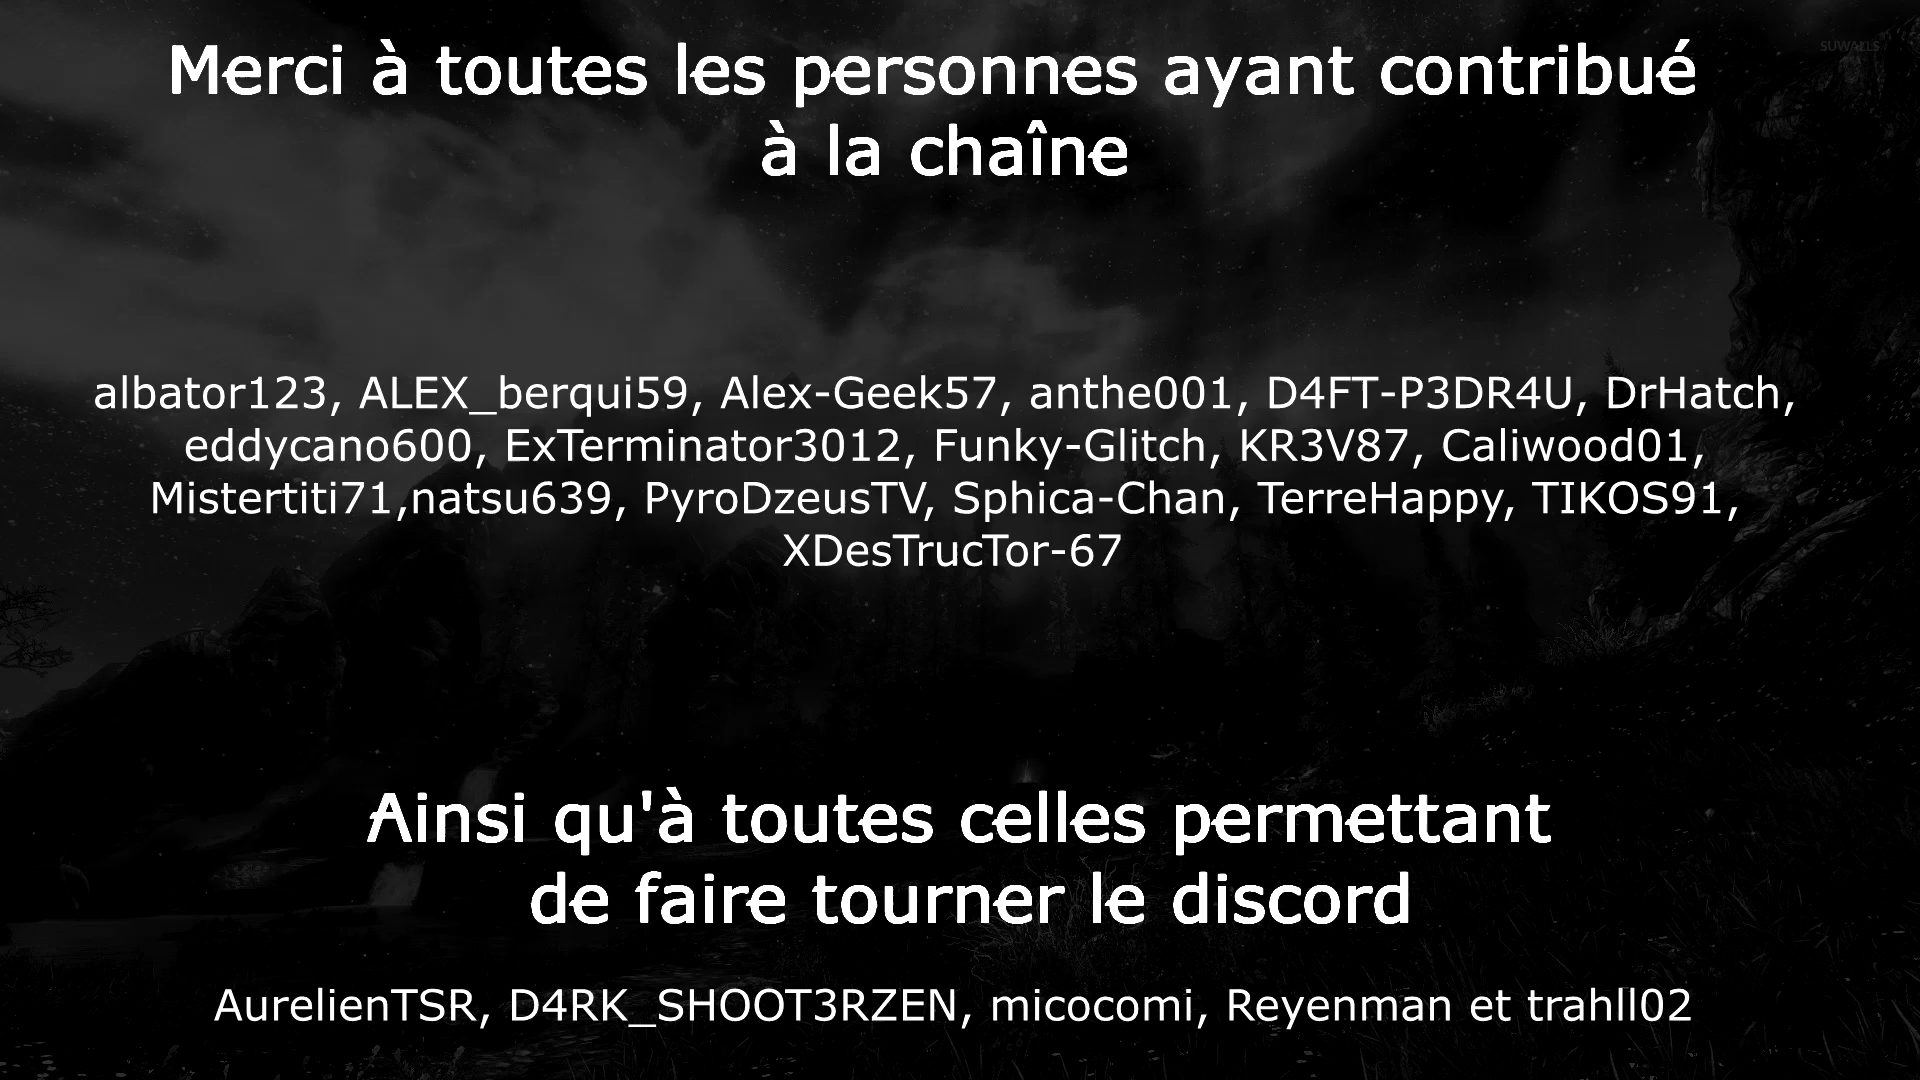 SUWALLS
Merci à toutes les personnes ayant contribué
à la chaîne
albator123, ALEX_berqui59, Alex-Geek57, anthe001, D4FT-P3DR4U, DrHatch,
eddycano600, ExTerminator3012, Funky-Glitch, KR3V87, Caliwood01,
Mistertiti71,natsu639, PyroDzeusTV, Sphica-Chan, TerreHappy, TIKOS91,
XDesTrucTor-67
Ainsi qu'à toutes celles permettant
de faire tourner le discord
AurelienTSR, D4RK_SHOOT3RZEN, micocomi, Reyenman et trahll02